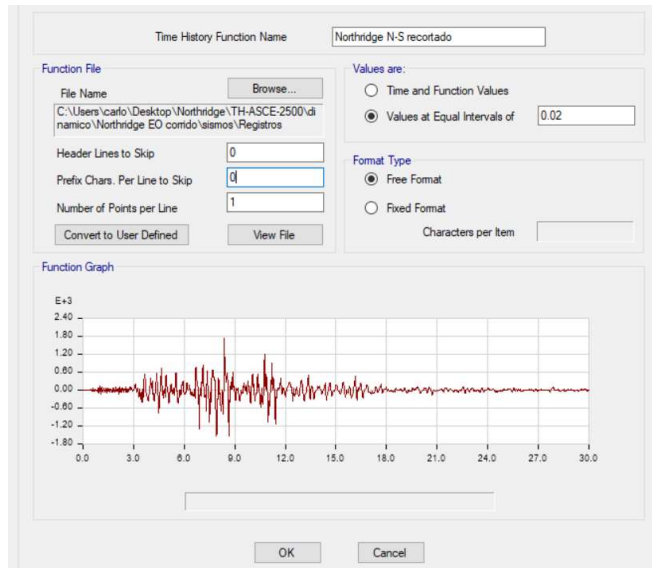 Time History Function Name
Northridge N-S recortado
Function File
File Name
Browse...
C:\Users\carlo\Desktop\Northridge\TH-ASCE-2500\di
namico\Northridge EO corrido\sismos\Registros
Header Lines to Skip
0
Prefix Chars. Per Line to Skip
0
Number of Points per Line
1
Convert to User Defined
View File
Values are:
Time and Function Values
Values at Equal Intervals of
0.02
Format Type
Free Format
Fixed Format
Characters per Item
Function Graph
E+3
2.40
1.80
1.20
0.60
0.00
-0.60
-1.20
-1.80
0.0 3.0 6.0 9.0 12.0 15.0 18.0 21.0 24.0 27.0 30.0
OK
Cancel